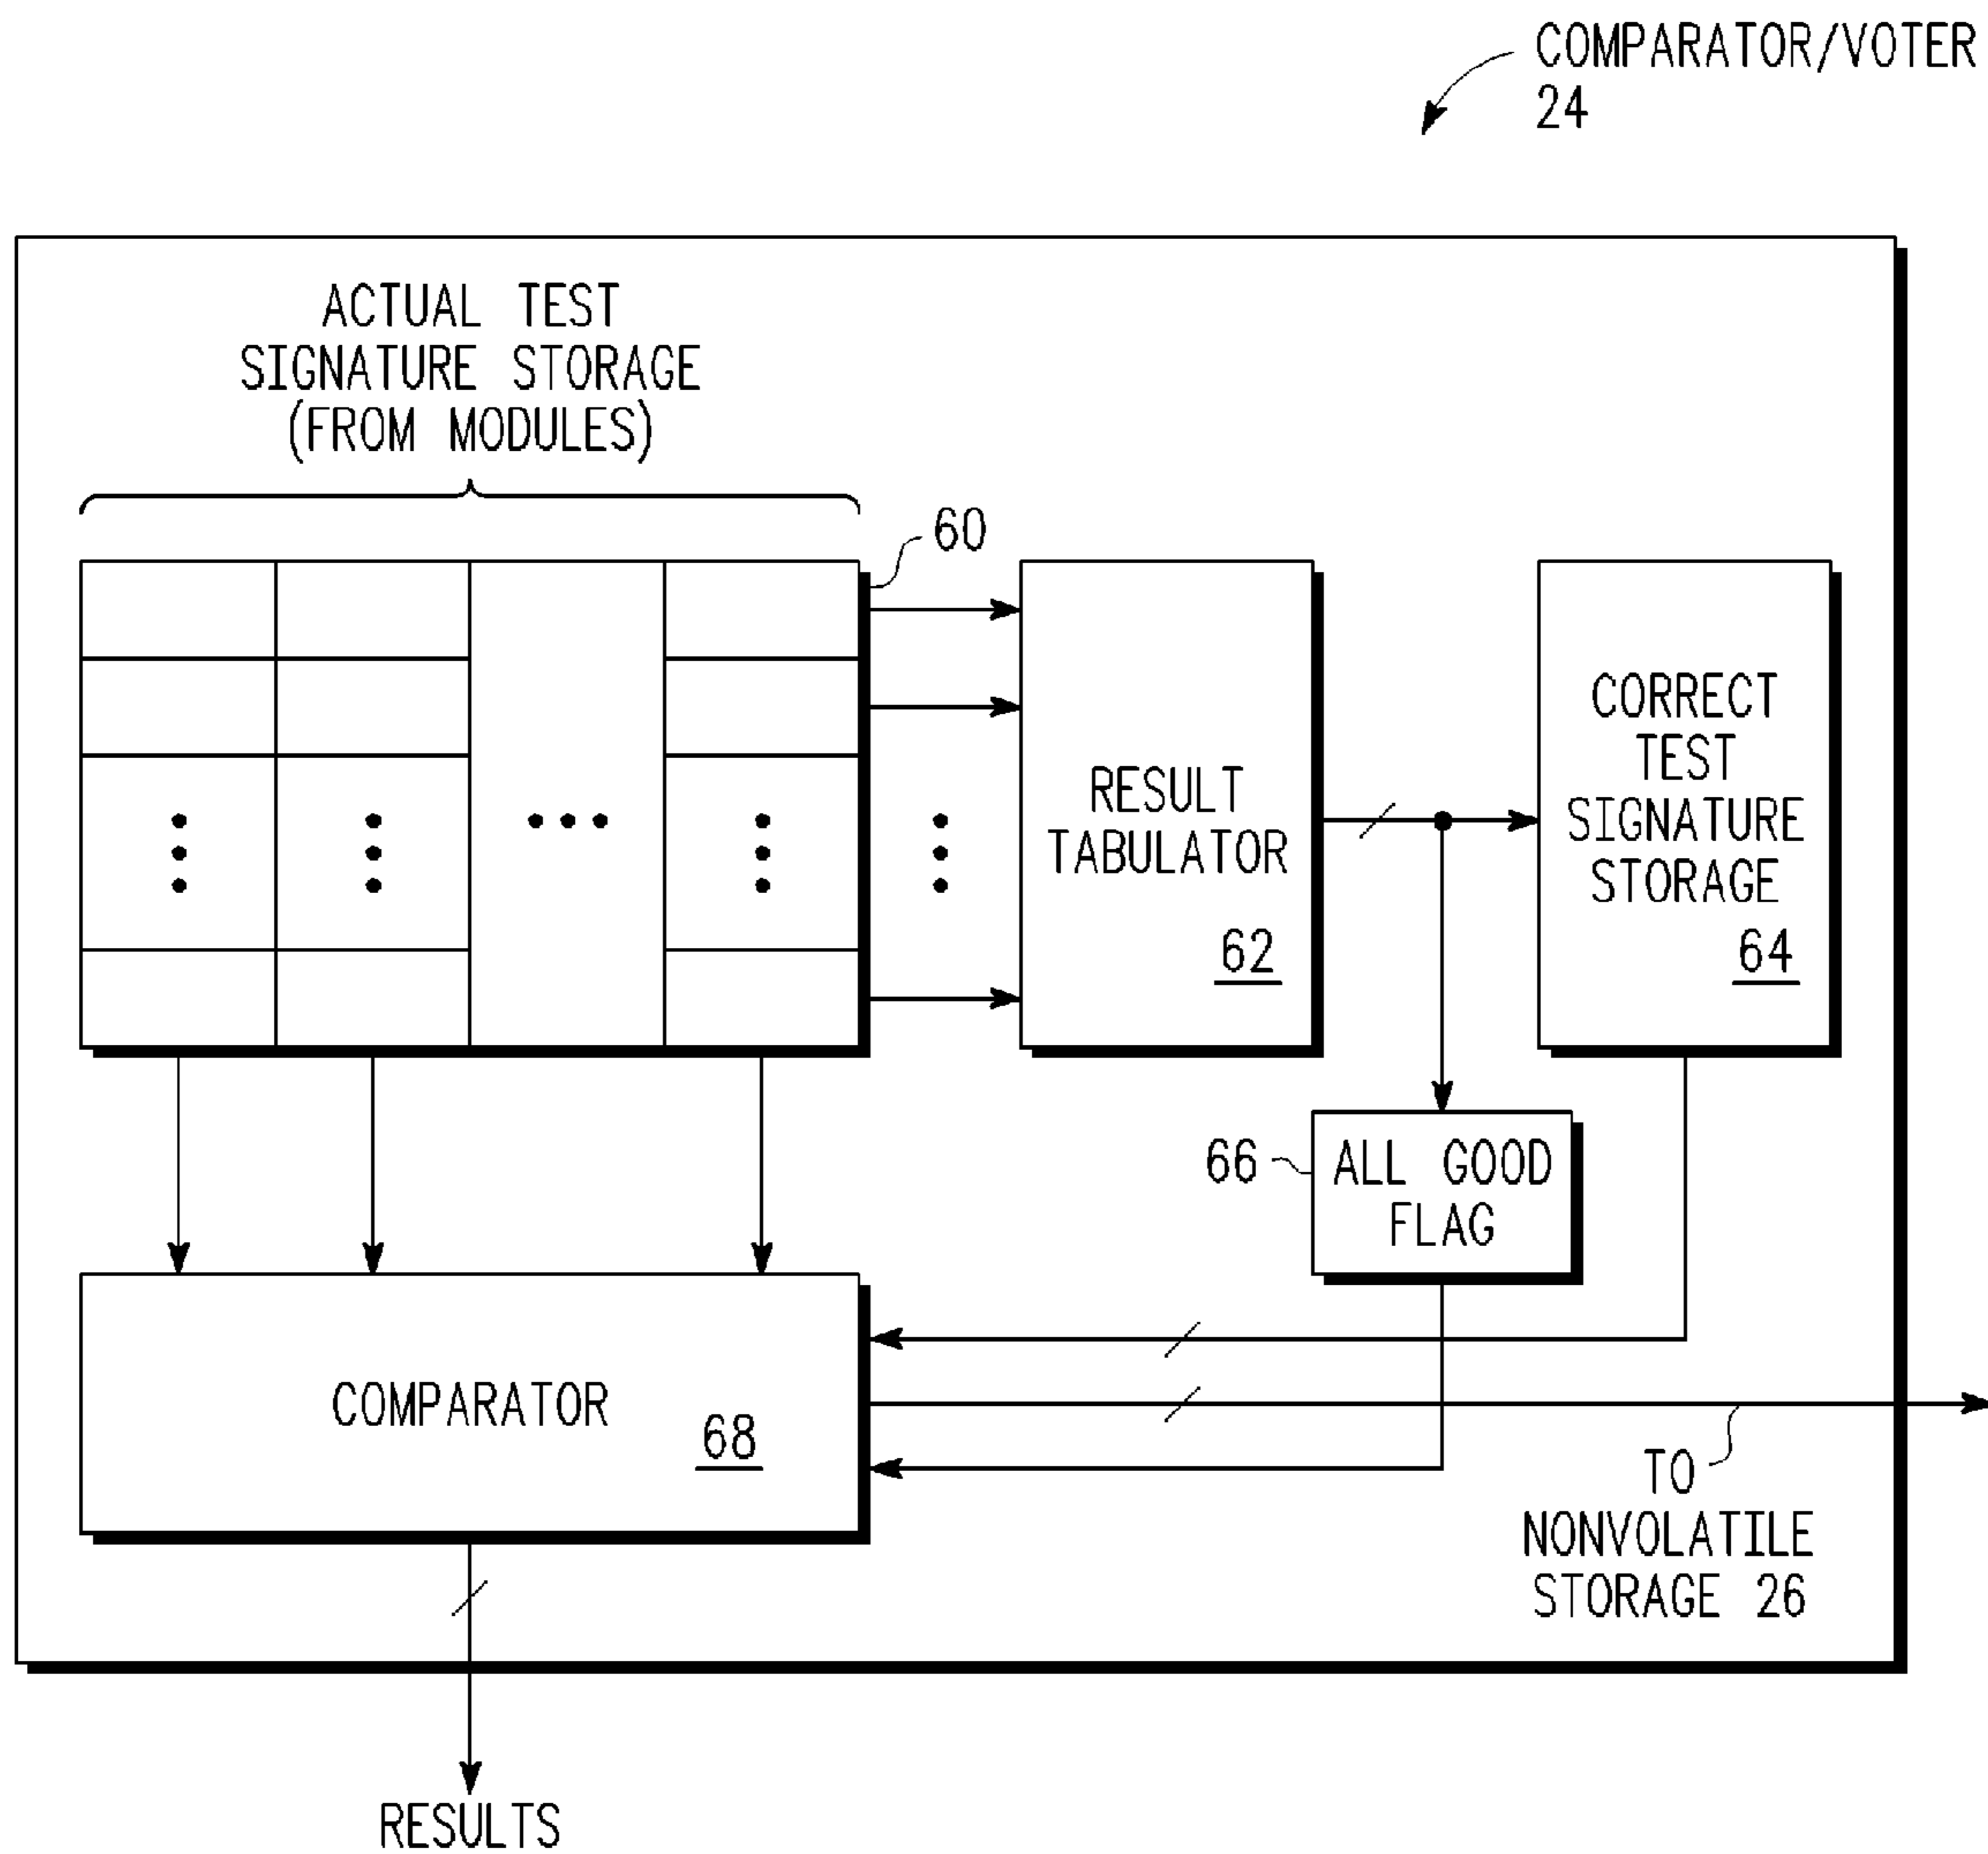 COMPARATOR/VOTER
24
ACTUAL TEST
SIGNATURE STORAGE
(FROM MODULES)
60
RESULT
TABULATOR
62
CORRECT
TEST
SIGNATURE
STORAGE
64
66
ALL GOOD
FLAG
COMPARATOR
68
TO
NONVOLATILE
STORAGE 26
RESULTS